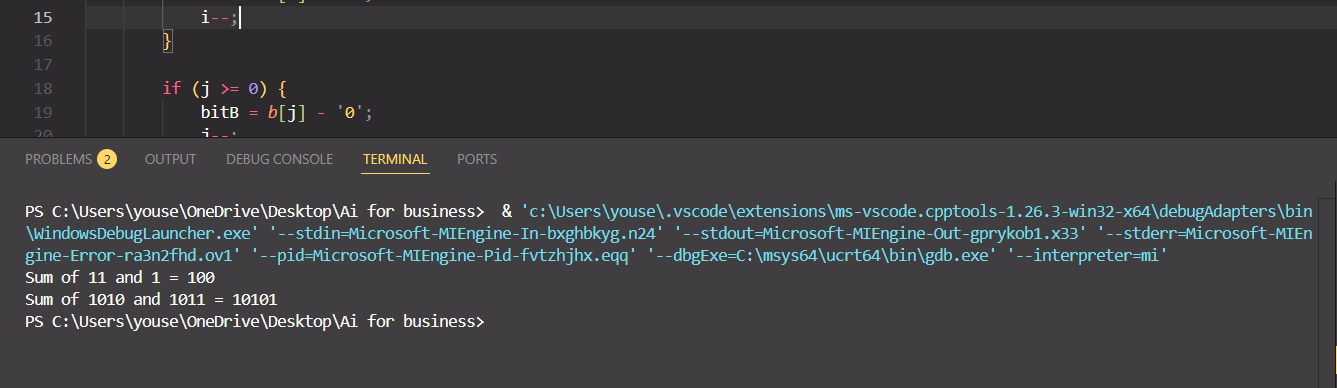 15 i--;
16 }
17
18 if (j >= 0) {
19 bitB = b[j] - '0';
20 j--;
PROBLEMS 2 OUTPUT DEBUG CONSOLE TERMINAL PORTS
PS C:\Users\youse\OneDrive\Desktop\Ai for business>  & 'c:\Users\youse\.vscode\extensions\ms-vscode.cpptools-1.26.3-win32-x64\debugAdapters\bin
\WindowsDebugLauncher.exe' '--stdin=Microsoft-MIEngine-In-bxghbkyg.n24' '--stdout=Microsoft-MIEngine-Out-gprykob1.x33' '--stderr=Microsoft-MIEn
gine-Error-ra3n2fhd.ov1' '--pid=Microsoft-MIEngine-Pid-fvtzhjhx.eqq' '--dbgExe=C:\msys64\ucrt64\bin\gdb.exe' '--interpreter=mi'
Sum of 11 and 1 = 100
Sum of 1010 and 1011 = 10101
PS C:\Users\youse\OneDrive\Desktop\Ai for business>